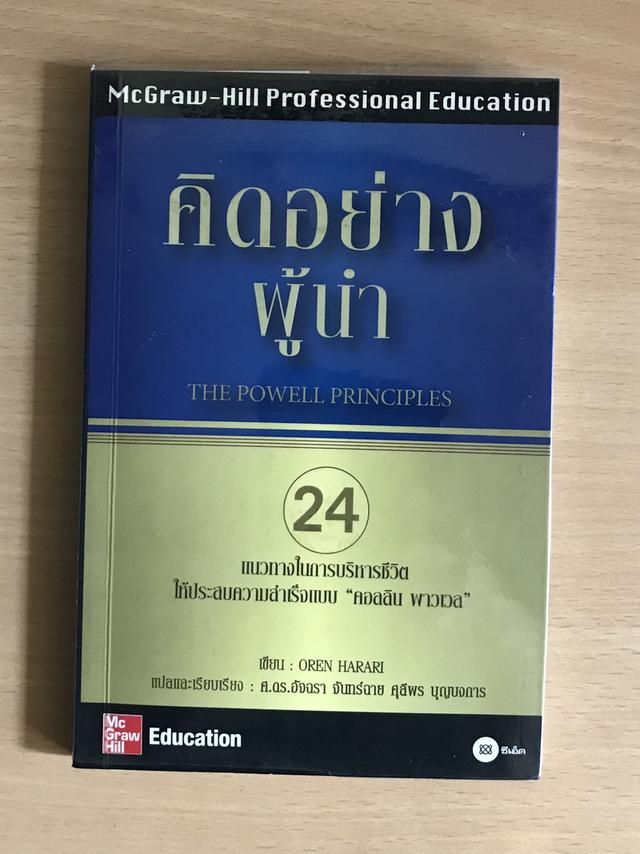 McGraw-Hill Professional Education
คิดอย่าง
ผู้นำ
THE POWELL PRINCIPLES
24
แนวทางในการบริหารชีวิต
ให้ประสบความสำเร็จแบบ “คอลลิน พาวเวล”
เขียน : OREN HARARI
แปลและเรียบเรียง : ศ.ดร.อัจฉรา จันทร์ฉาย ศุลีพร บุญบงการ
Mc
Graw
Hill
Education
ซีเอ็ด